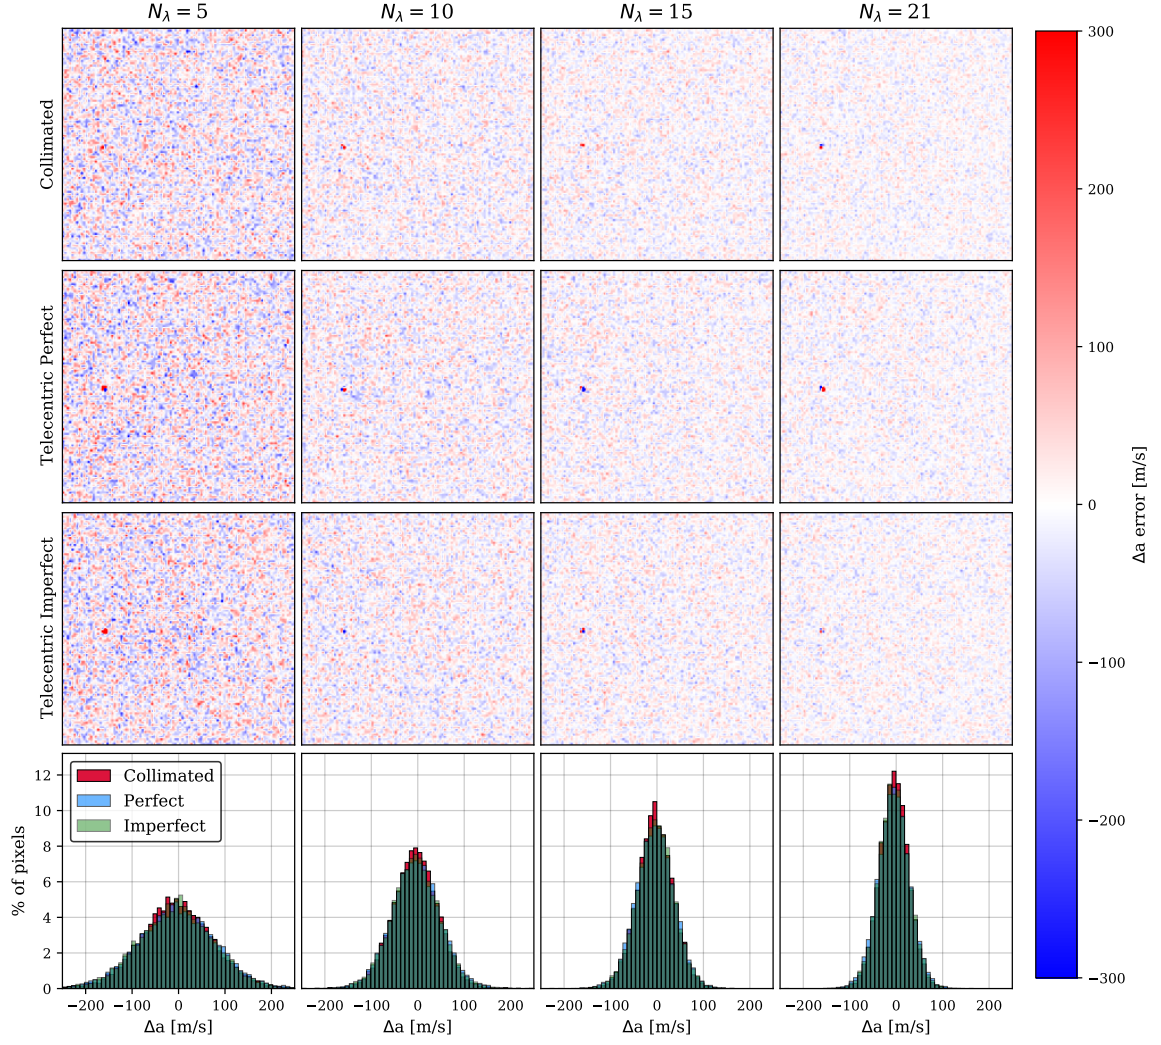 N_λ = 5 N_λ = 10 N_λ = 15 N_λ = 21
Collimated
Telecentric Perfect
Telecentric Imperfect
300
200
100
0
−100
−200
−300
Δa error [m/s]
Collimated
Perfect
Imperfect
12
10
8
6
4
2
0
% of pixels
−200 −100 0 100 200 −200 −100 0 100 200 −200 −100 0 100 200 −200 −100 0 100 200
Δa [m/s] Δa [m/s] Δa [m/s] Δa [m/s]